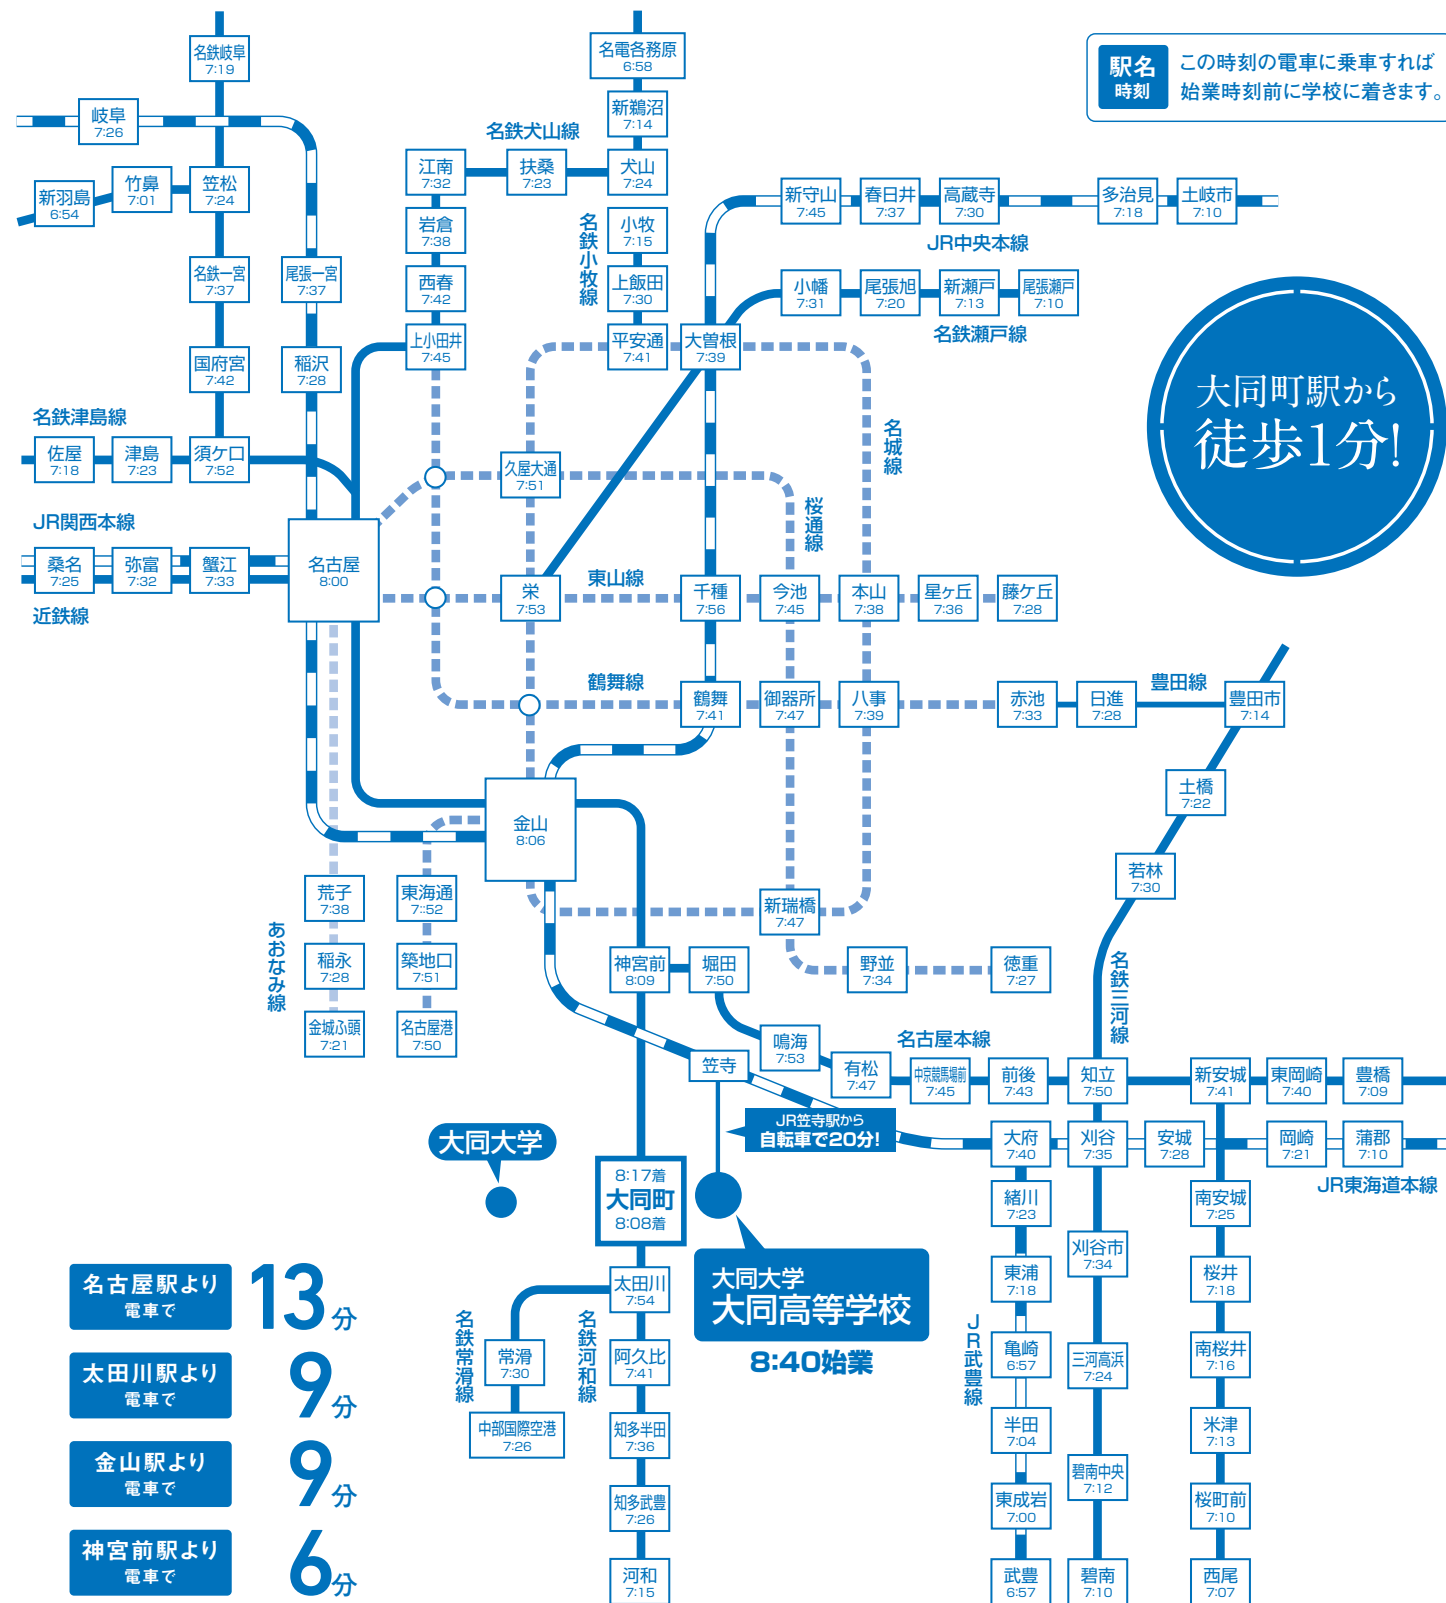 名鉄岐阜
7:19
名電各務原
6:58
駅名
時刻
この時刻の電車に乗車すれば
始業時刻前に学校に着きます。
岐阜
7:26
新鵜沼
7:14
名鉄犬山線
江南
7:32
扶桑
7:23
犬山
7:24
新羽島
6:54
竹鼻
7:01
笠松
7:24
新守山
7:45
春日井
7:37
高蔵寺
7:30
多治見
7:18
土岐市
7:10
JR中央本線
岩倉
7:38
名鉄小牧線
小牧
7:15
名鉄一宮
7:37
尾張一宮
7:37
西春
7:42
上飯田
7:30
小幡
7:31
尾張旭
7:20
新瀬戸
7:13
尾張瀬戸
7:10
名鉄瀬戸線
国府宮
7:42
稲沢
7:28
上小田井
7:45
平安通
7:41
大曽根
7:39
大同町駅から
徒歩1分!
名鉄津島線
佐屋
7:18
津島
7:23
須ケ口
7:52
久屋大通
7:51
名城線
桜通線
JR関西本線
桑名
7:25
弥富
7:32
蟹江
7:33
名古屋
8:00
近鉄線
栄
7:53
東山線
千種
7:56
今池
7:45
本山
7:38
星ヶ丘
7:36
藤ケ丘
7:28
鶴舞線
鶴舞
7:41
御器所
7:47
八事
7:39
赤池
7:33
日進
7:28
豊田線
豊田市
7:14
土橋
7:22
若林
7:30
金山
8:06
荒子
7:38
東海通
7::52
新瑞橋
7:47
あおなみ線
稲永
7:28
築地口
7:51
神宮前
8:09
堀田
7:50
野並
7:34
徳重
7:27
名鉄三河線
金城ふ頭
7:21
名古屋港
7:50
笠寺
鳴海
7:53
有松
7:47
名古屋本線
中京競馬場前
7:45
前後
7:43
知立
7:50
新安城
7:41
東岡崎
7:40
豊橋
7:09
JR笠寺駅から
自転車で20分!
大府
7:40
刈谷
7:35
安城
7:28
岡崎
7:21
蒲郡
7:10
JR東海道本線
大同大学
8:17着
大同町
8:08着
緒川
7:23
南安城
7:25
刈谷市
7:34
東浦
7:18
桜井
7:18
大同大学
大同高等学校
8:40始業
太田川
7:54
名鉄常滑線
名鉄河和線
常滑
7:30
阿久比
7:41
JR武豊線
亀崎
6:57
三河高浜
7:24
南桜井
7:16
中部国際空港
7:26
知多半田
7:36
半田
7:04
米津
7:13
碧南中央
7:12
知多武豊
7:26
東成岩
7:00
桜町前
7:10
河和
7:15
武豊
6:57
碧南
7:10
西尾
7:07
名古屋駅より
電車で
13分
太田川駅より
電車で
9分
金山駅より
電車で
9分
神宮前駅より
電車で
6分